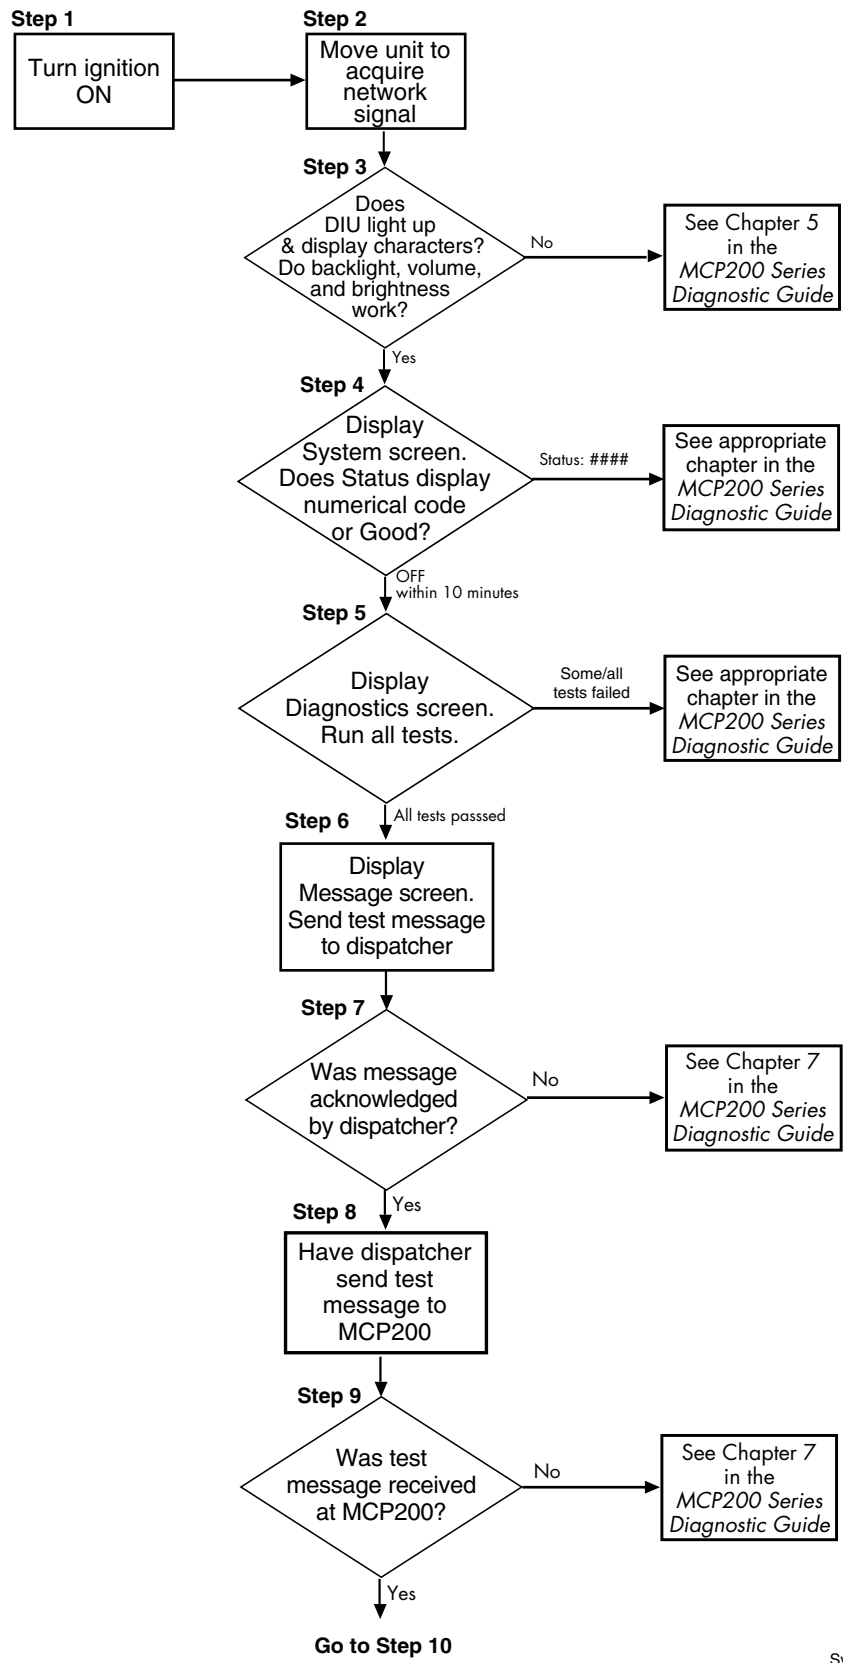 Step 1
Turn ignition
ON
Step 2
Move unit to
acquire
network
signal
Step 3
Does
DIU light up
& display characters?
Do backlight, volume,
and brightness
work?
No
See Chapter 5
in the
MCP200 Series
Diagnostic Guide
Yes
Step 4
Display
System screen.
Does Status display
numerical code
or Good?
Status: ####
See appropriate
chapter in the
MCP200 Series
Diagnostic Guide
OFF
within 10 minutes
Step 5
Display
Diagnostics screen.
Run all tests.
Some/all
tests failed
See appropriate
chapter in the
MCP200 Series
Diagnostic Guide
All tests passsed
Step 6
Display
Message screen.
Send test message
to dispatcher
Step 7
Was message
acknowledged
by dispatcher?
No
See Chapter 7
in the
MCP200 Series
Diagnostic Guide
Yes
Step 8
Have dispatcher
send test
message to
MCP200
Step 9
Was test
message received
at MCP200?
No
See Chapter 7
in the
MCP200 Series
Diagnostic Guide
Yes
Go to Step 10